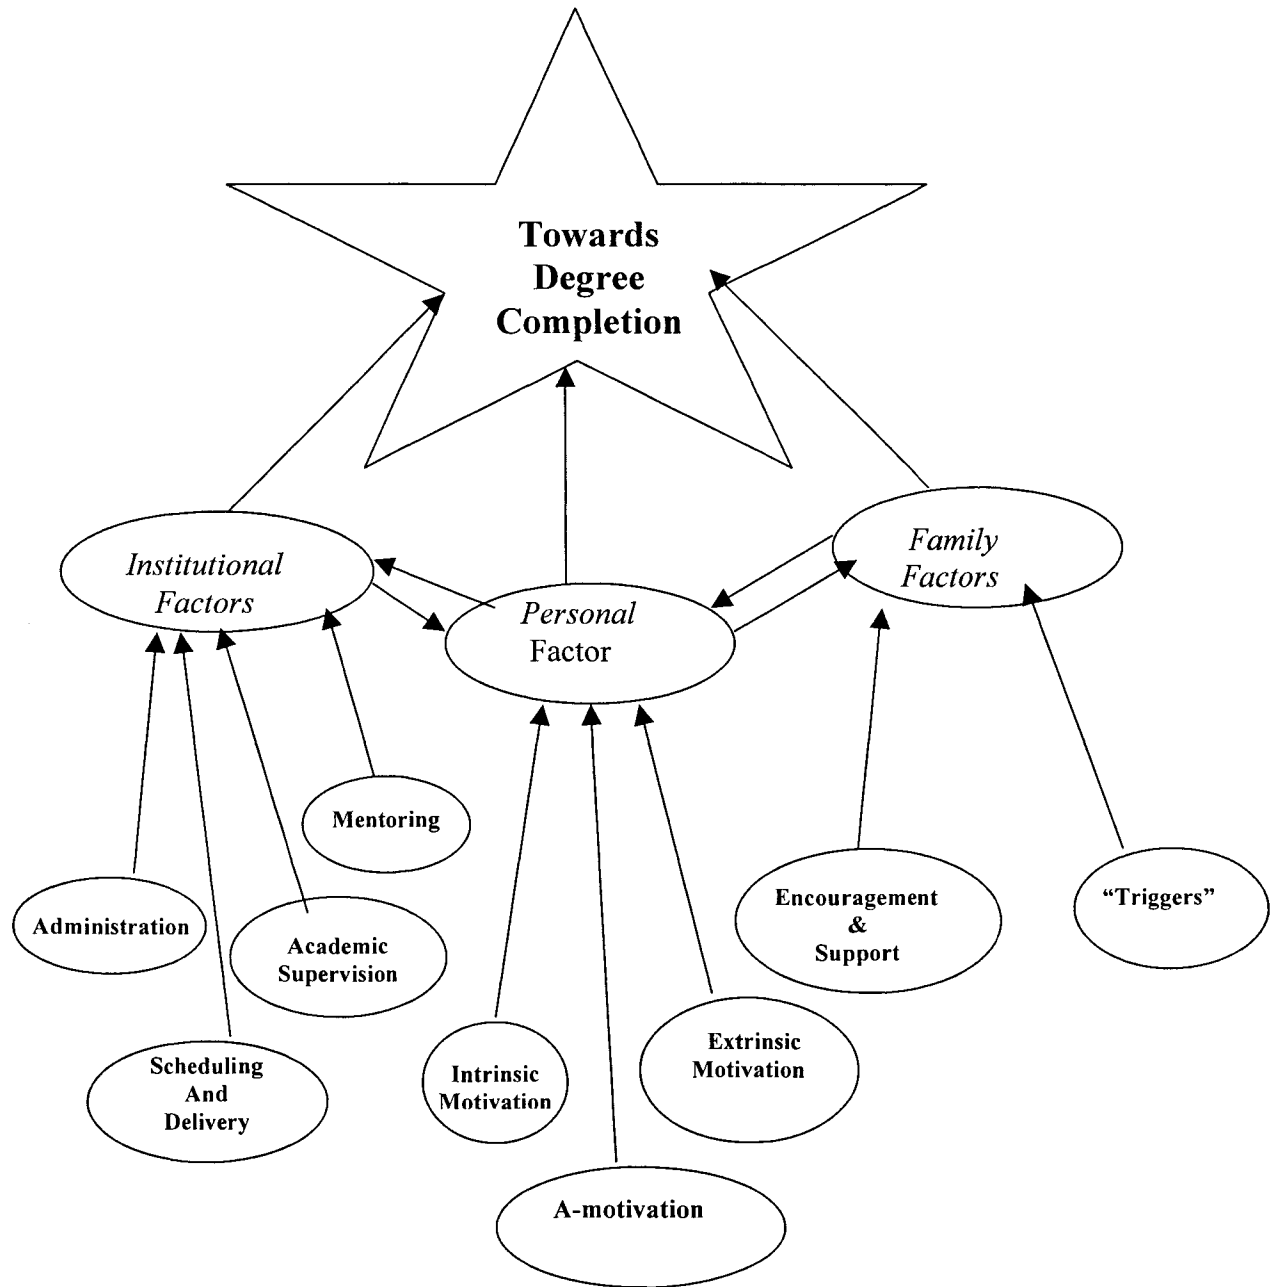 Towards
Degree
Completion
Institutional
Factors
Personal
Factor
Family
Factors
Mentoring
Administration
Academic
Supervision
Scheduling
And
Delivery
Intrinsic
Motivation
A-motivation
Extrinsic
Motivation
Encouragement
&
Support
“Triggers”